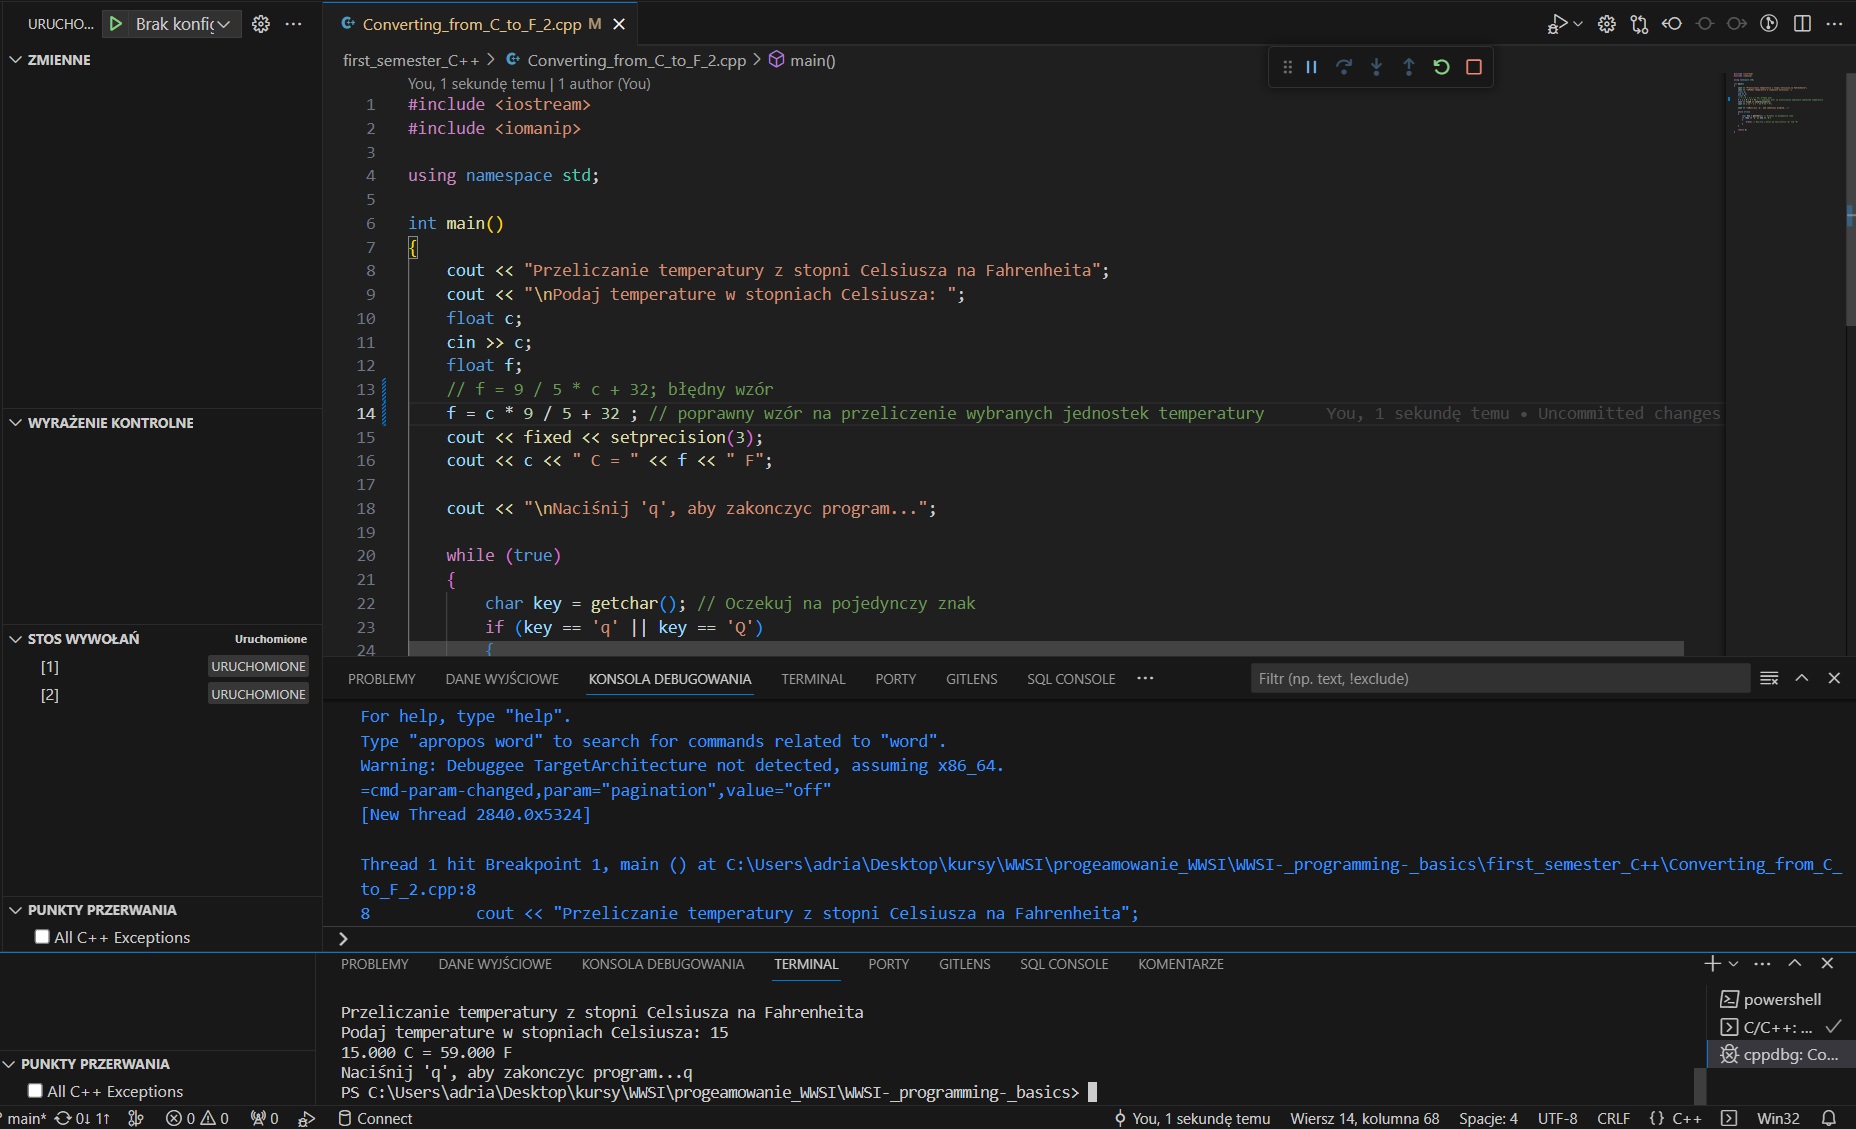 URUCHO... Brak konfig
ZMIENNE
WYRAŻENIE KONTROLNE
STOS WYWOŁAŃ Uruchomione
[1] URUCHOMIONE
[2] URUCHOMIONE
PUNKTY PRZERWANIA
All C++ Exceptions
Converting_from_C_to_F_2.cpp M
first_semester_C++ > Converting_from_C_to_F_2.cpp > main()
You, 1 sekundę temu | 1 author (You)
1 #include <iostream>
2 #include <iomanip>
3
4 using namespace std;
5
6 int main()
7 {
8 cout << "Przeliczanie temperatury z stopni Celsiusza na Fahrenheita";
9 cout << "\nPodaj temperature w stopniach Celsiusza: ";
10 float c;
11 cin >> c;
12 float f;
13 // f = 9 / 5 * c + 32; błędny wzór
14 f = c * 9 / 5 + 32 ; // poprawny wzór na przeliczenie wybranych jednostek temperatury You, 1 sekundę temu • Uncommitted changes
15 cout << fixed << setprecision(3);
16 cout << c << " C = " << f << " F";
17
18 cout << "\nNaciśnij 'q', aby zakonczyc program...";
19
20 while (true)
21 {
22 char key = getchar(); // Oczekuj na pojedynczy znak
23 if (key == 'q' || key == 'Q')
24 {
PROBLEMY DANE WYJŚCIOWE KONSOLA DEBUGOWANIA TERMINAL PORTY GITLENS SQL CONSOLE ... Filtr (np. text, !exclude)
For help, type "help".
Type "apropos word" to search for commands related to "word".
Warning: Debuggee TargetArchitecture not detected, assuming x86_64.
=cmd-param-changed,param="pagination",value="off"
[New Thread 2840.0x5324]
Thread 1 hit Breakpoint 1, main () at C:\Users\adria\Desktop\kursy\WWSI\progeamowanie_WWSI\WWSI-_programming-_basics\first_semester_C++\Converting_from_C_
to_F_2.cpp:8
8 cout << "Przeliczanie temperatury z stopni Celsiusza na Fahrenheita";
>
PROBLEMY DANE WYJŚCIOWE KONSOLA DEBUGOWANIA TERMINAL PORTY GITLENS SQL CONSOLE KOMENTARZE
Przeliczanie temperatury z stopni Celsiusza na Fahrenheita
Podaj temperature w stopniach Celsiusza: 15
15.000 C = 59.000 F
Naciśnij 'q', aby zakonczyc program...q
PS C:\Users\adria\Desktop\kursy\WWSI\progeamowanie_WWSI\WWSI-_programming-_basics>
powershell
C/C++: ...
cppdbg: Co...
PUNKTY PRZERWANIA
All C++ Exceptions
main* 0↓ 1↑ 0 0 0 Connect You, 1 sekundę temu Wiersz 14, kolumna 68 Spacje: 4 UTF-8 CRLF {} C++ Win32